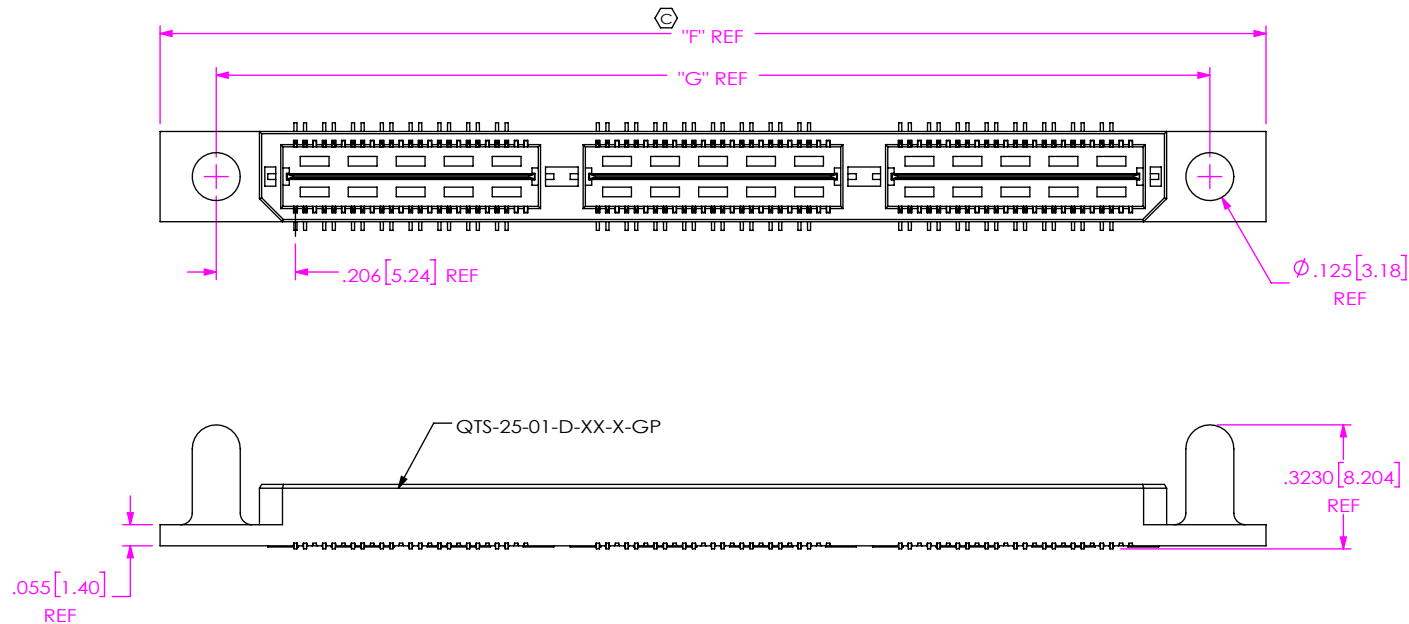 C
"F" REF
"G" REF
.206[5.24] REF
Ø.125[3.18]
REF
QTS-25-01-D-XX-X-GP
.3230[8.204]
REF
.055[1.40]
REF